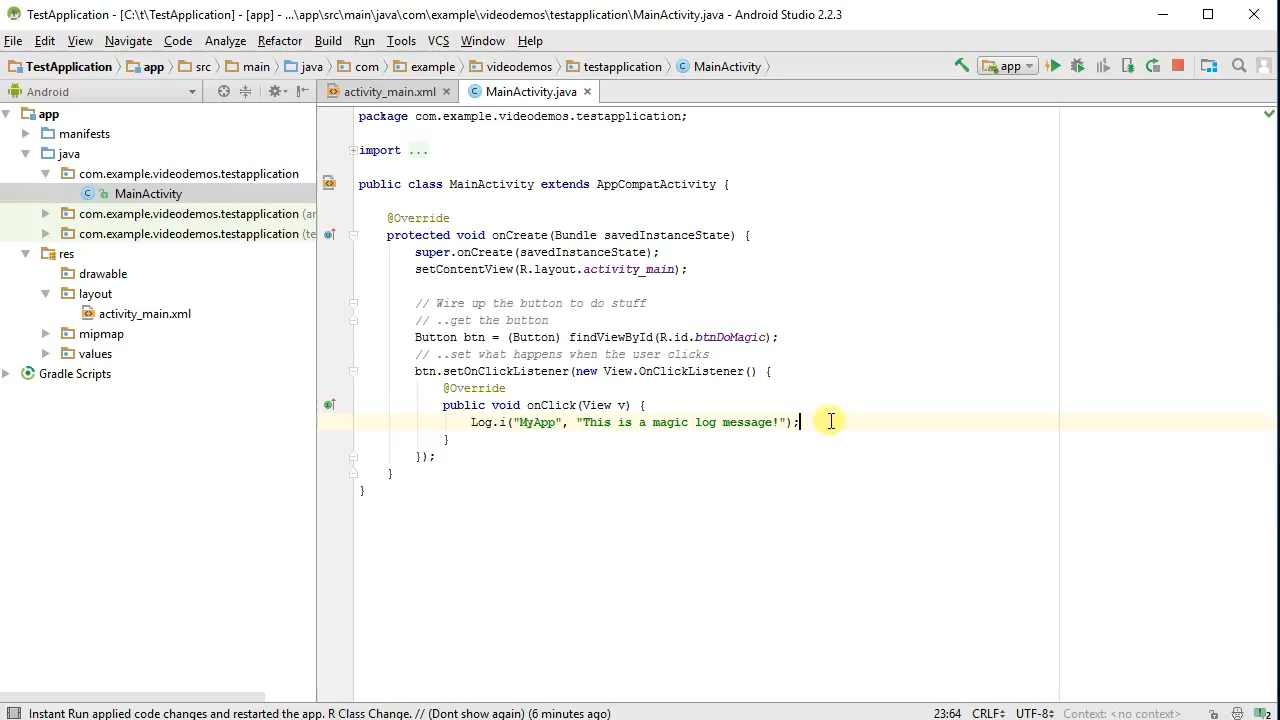 TestApplication - [C:\t\TestApplication] - [app] - ...\app\src\main\java\com\example\videodemos\testapplication\MainActivity.java - Android Studio 2.2.3
File Edit View Navigate Code Analyze Refactor Build Run Tools VCS Window Help
TestApplication app src main java com example videodemos testapplication MainActivity app
Android
activity_main.xml MainActivity.java
app
manifests
java
com.example.videodemos.testapplication
MainActivity
com.example.videodemos.testapplication (ar
com.example.videodemos.testapplication (te
res
drawable
layout
activity_main.xml
mipmap
values
Gradle Scripts
package com.example.videodemos.testapplication;
import ...
public class MainActivity extends AppCompatActivity {
@Override
protected void onCreate(Bundle savedInstanceState) {
super.onCreate(savedInstanceState);
setContentView(R.layout.activity_main);
// Wire up the button to do stuff
// ..get the button
Button btn = (Button) findViewById(R.id.btnDoMagic);
// ..set what happens when the user clicks
btn.setOnClickListener(new View.OnClickListener() {
@Override
public void onClick(View v) {
Log.i("MyApp", "This is a magic log message!");
}
});
}
}
Instant Run applied code changes and restarted the app. R Class Change. // (Dont show again) (6 minutes ago) 23:64 CRLF÷ UTF-8÷ Context: <no context> 2